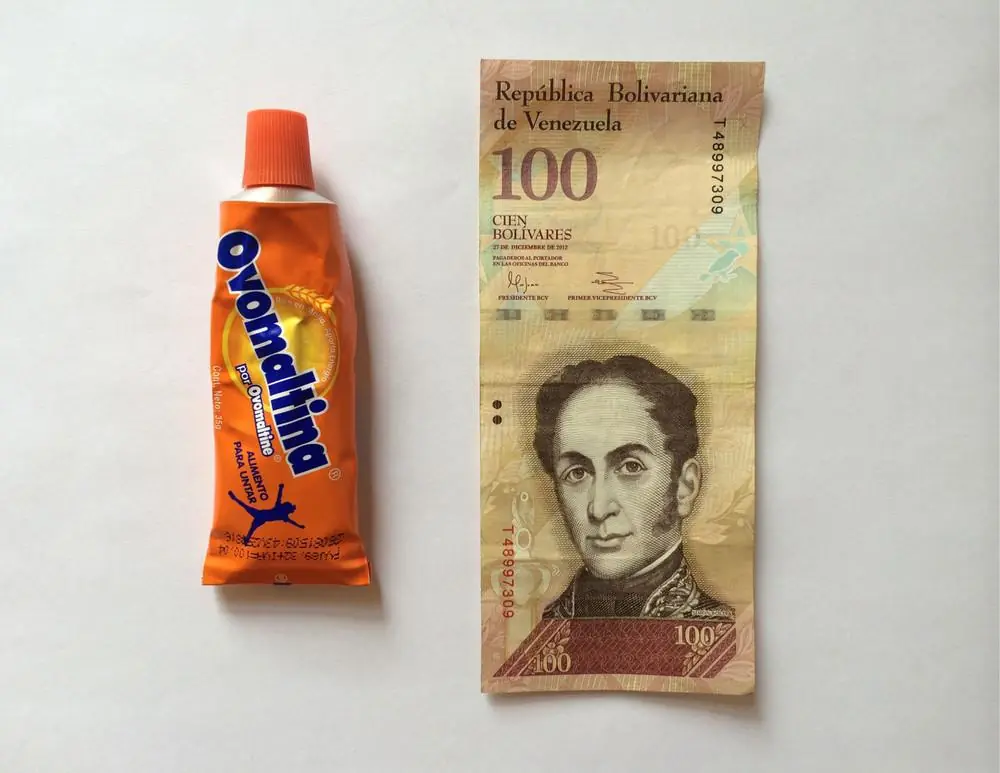 Ovomaltina
por Ovomaltine
ALIMENTO
PARA UNTAR
Cont. Neto: 35g
República Bolivariana
de Venezuela
100
CIEN
BOLÍVARES
27 DE DICIEMBRE DE 2012
PAGADEROS AL PORTADOR
EN LAS OFICINAS DEL BANCO
PRESIDENTE BCV PRIMER VICEPRESIDENTE BCV
T48997309
100
T48997309
100
100